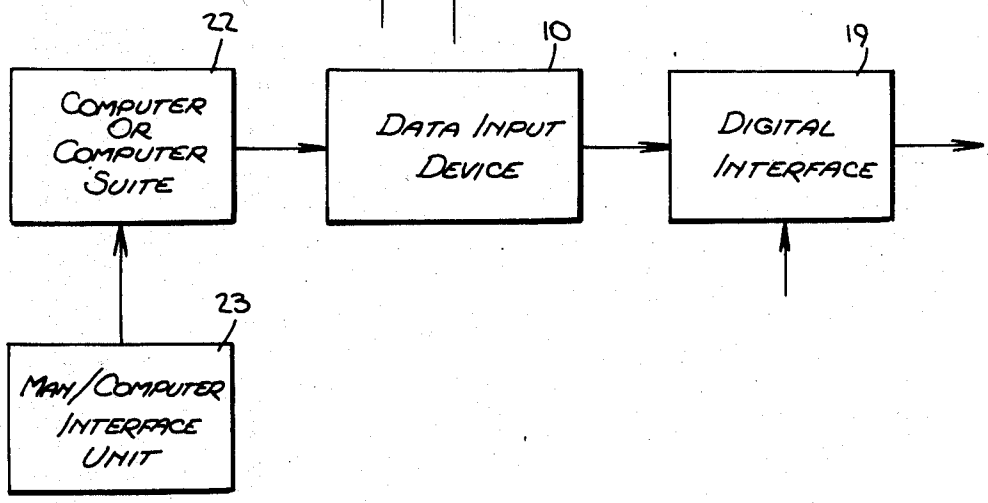 22
COMPUTER
OR
COMPUTER
SUITE
10
DATA INPUT
DEVICE
19
DIGITAL
INTERFACE
23
MAN/COMPUTER
INTERFACE
UNIT